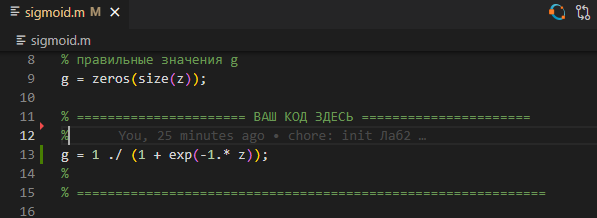 sigmoid.m M ×
sigmoid.m
8 % правильные значения g
9 g = zeros(size(z));
10
11 % ====================== ВАШ КОД ЗДЕСЬ ======================
12 % You, 25 minutes ago • chore: init Лаб2 …
13 g = 1 ./ (1 + exp(-1.* z));
14 %
15 % =============================================================
16